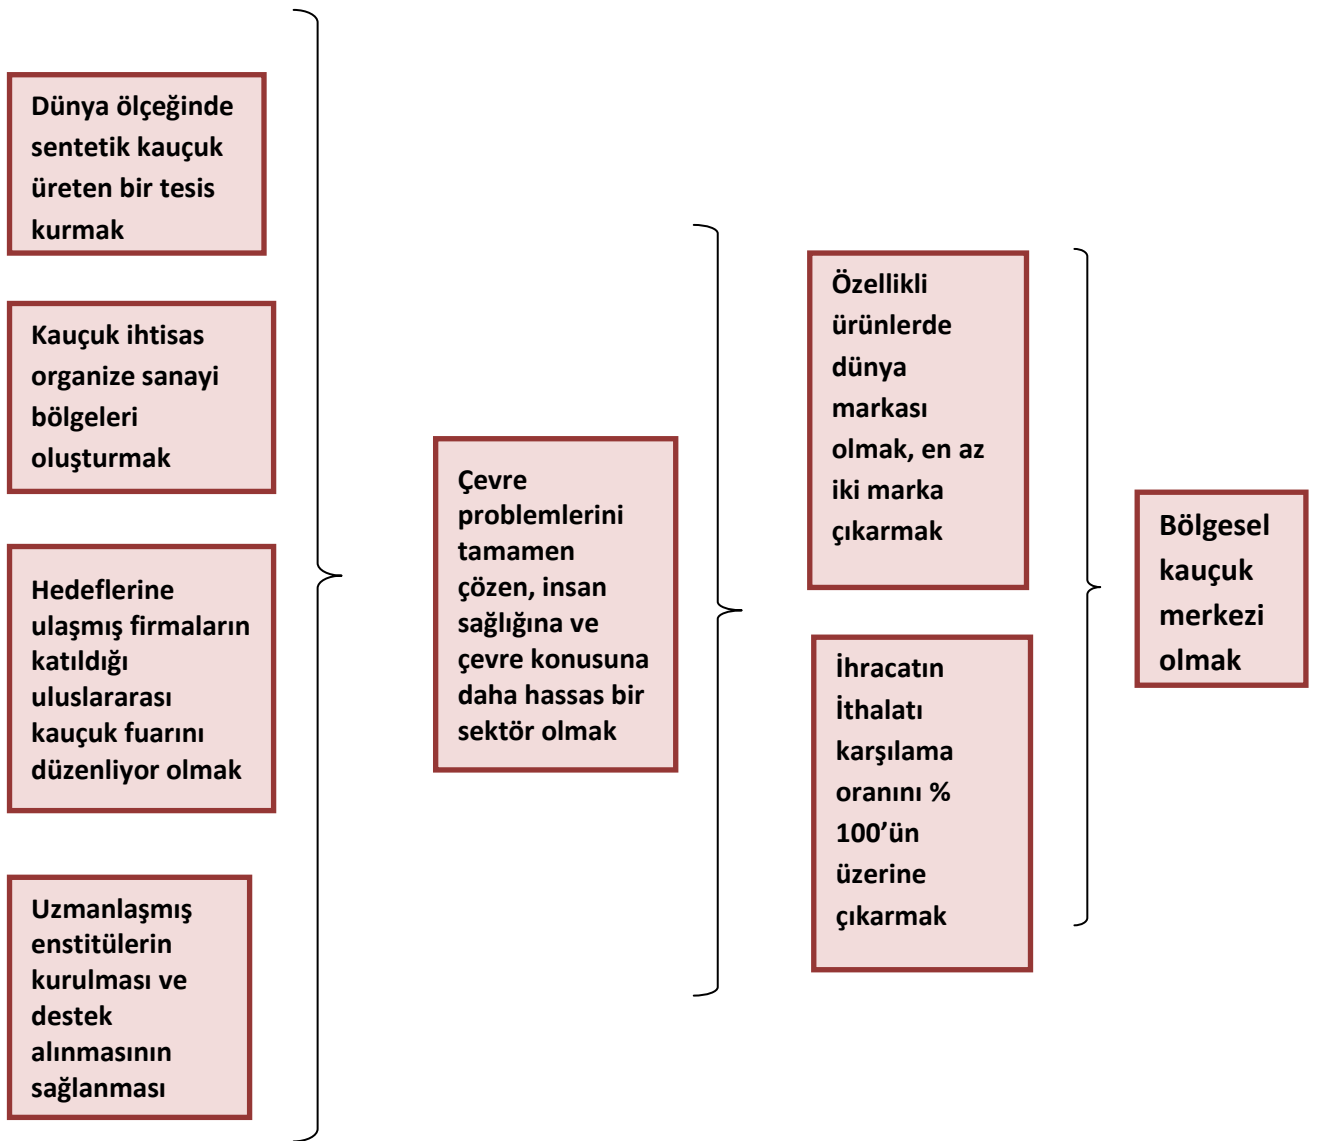 Dünya ölçeğinde
sentetik kauçuk
üreten bir tesis
kurmak
Kauçuk ihtisas
organize sanayi
bölgeleri
oluşturmak
Hedeflerine
ulaşmış firmaların
katıldığı
uluslararası
kauçuk fuarını
düzenliyor olmak
Uzmanlaşmış
enstitülerin
kurulması ve
destek
alınmasının
sağlanması
Çevre
problemlerini
tamamen
çözen, insan
sağlığına ve
çevre konusuna
daha hassas bir
sektör olmak
Özellikli
ürünlerde
dünya
markası
olmak, en az
iki marka
çıkarmak
İhracatın
İthalatı
karşılama
oranını %
100’ün
üzerine
çıkarmak
Bölgesel
kauçuk
merkezi
olmak